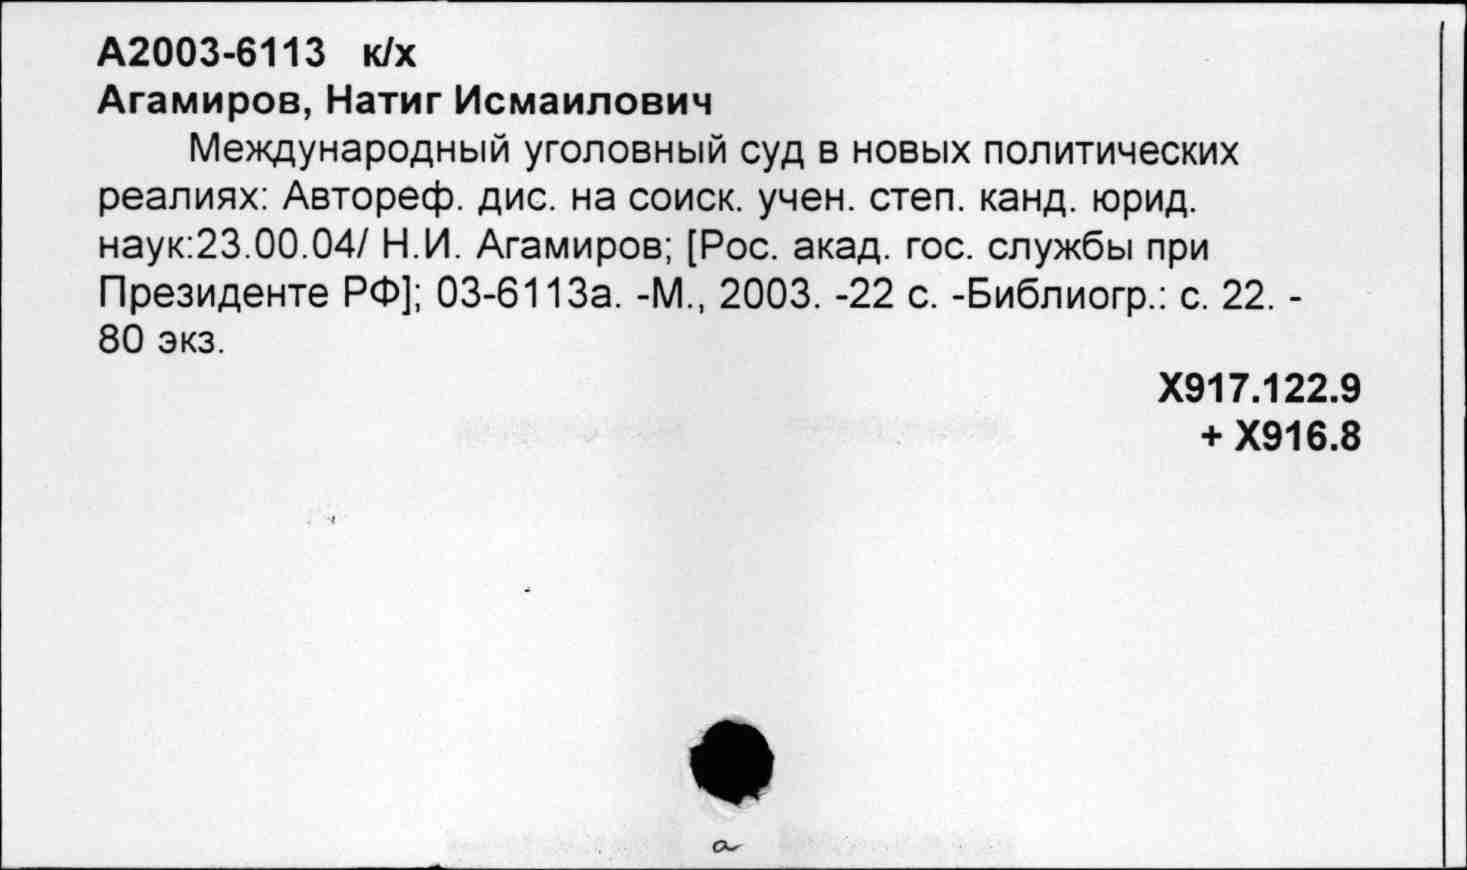 А2003-6113 к/х
Агамиров, Натиг Исмаилович
Международный уголовный суд в новых политических
реалиях: Автореф. дис. на соиск. учен. степ. канд. юрид.
наук:23.00.04/ Н.И. Агамиров; [Рос. акад. гос. службы при
Президенте РФ]; 03-6113а. -М., 2003. -22 с. -Библиогр.: с. 22. -
80 экз.
Х917.122.9
+ Х916.8